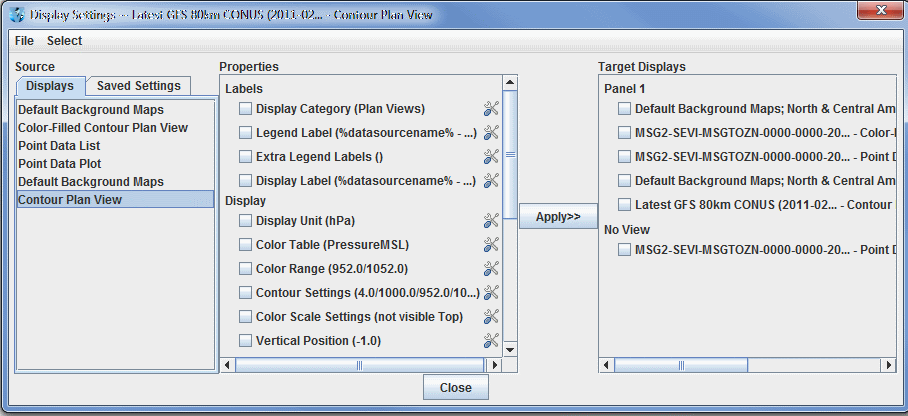 Display Settings -- Latest GFS 80km CONUS (2011-02... - Contour Plan View
File Select
Source
Displays Saved Settings
Default Background Maps
Color-Filled Contour Plan View
Point Data List
Point Data Plot
Default Background Maps
Contour Plan View
Properties
Labels
Display Category (Plan Views)
Legend Label (%datasourcename% - ...)
Extra Legend Labels ()
Display Label (%datasourcename% - ...)
Display
Display Unit (hPa)
Color Table (PressureMSL)
Color Range (952.0/1052.0)
Contour Settings (4.0/1000.0/952.0/10...)
Color Scale Settings (not visible Top)
Vertical Position (-1.0)
Apply>>
Target Displays
Panel 1
Default Background Maps; North & Central Am
MSG2-SEVI-MSGTOZN-0000-0000-20... - Color-
MSG2-SEVI-MSGTOZN-0000-0000-20... - Point D
Default Background Maps; North & Central Am
Latest GFS 80km CONUS (2011-02... - Contour
No View
MSG2-SEVI-MSGTOZN-0000-0000-20... - Point D
Close